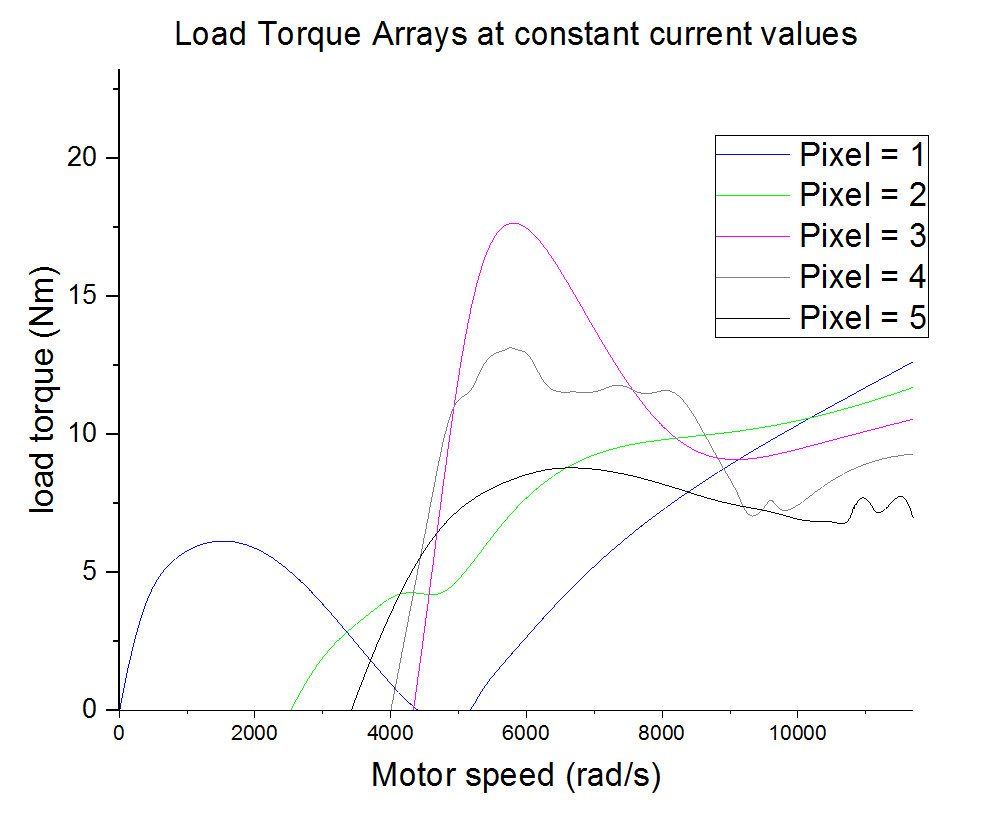 Load Torque Arrays at constant current values
Pixel = 1
Pixel = 2
Pixel = 3
Pixel = 4
Pixel = 5
load torque (Nm)
20
15
10
5
0
0 2000 4000 6000 8000 10000
Motor speed (rad/s)